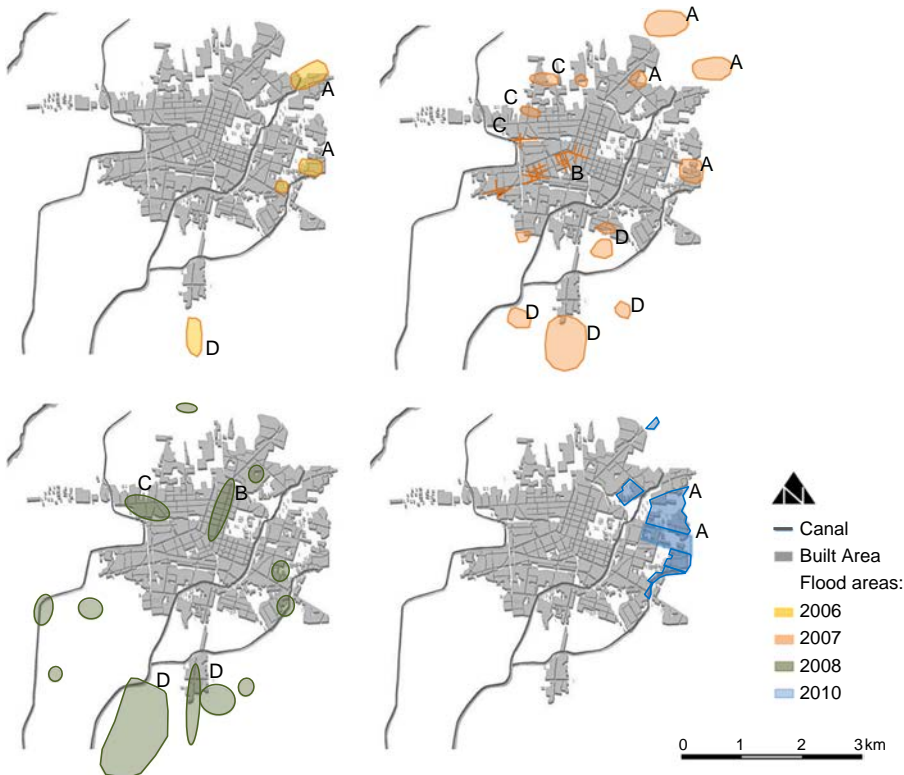 A
A
D
A
A
A
A
C
C
C
B
D
D
D
C
B
D
D
A
A
N
Canal
Built Area
Flood areas:
2006
2007
2008
2010
0 1 2 3 km